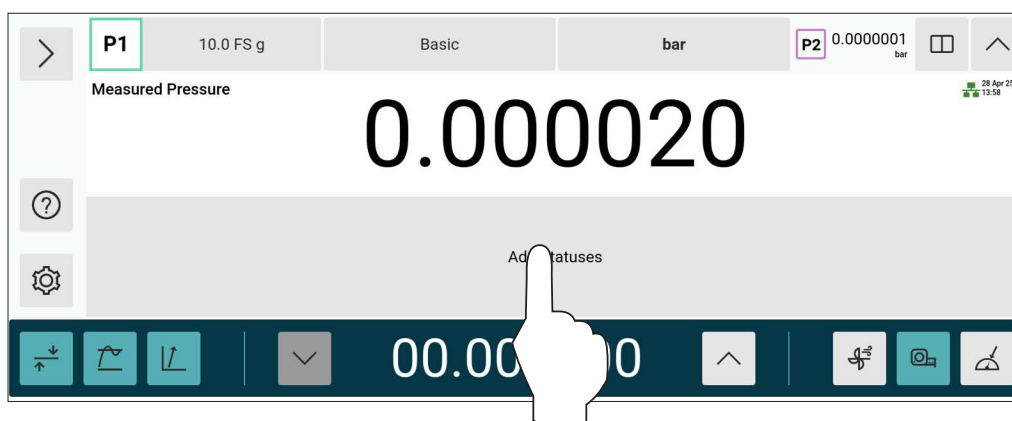 P1
10.0 FS g
Basic
bar
P2
0.0000001
bar
Measured Pressure
28 Apr 25
13:58
0.000020